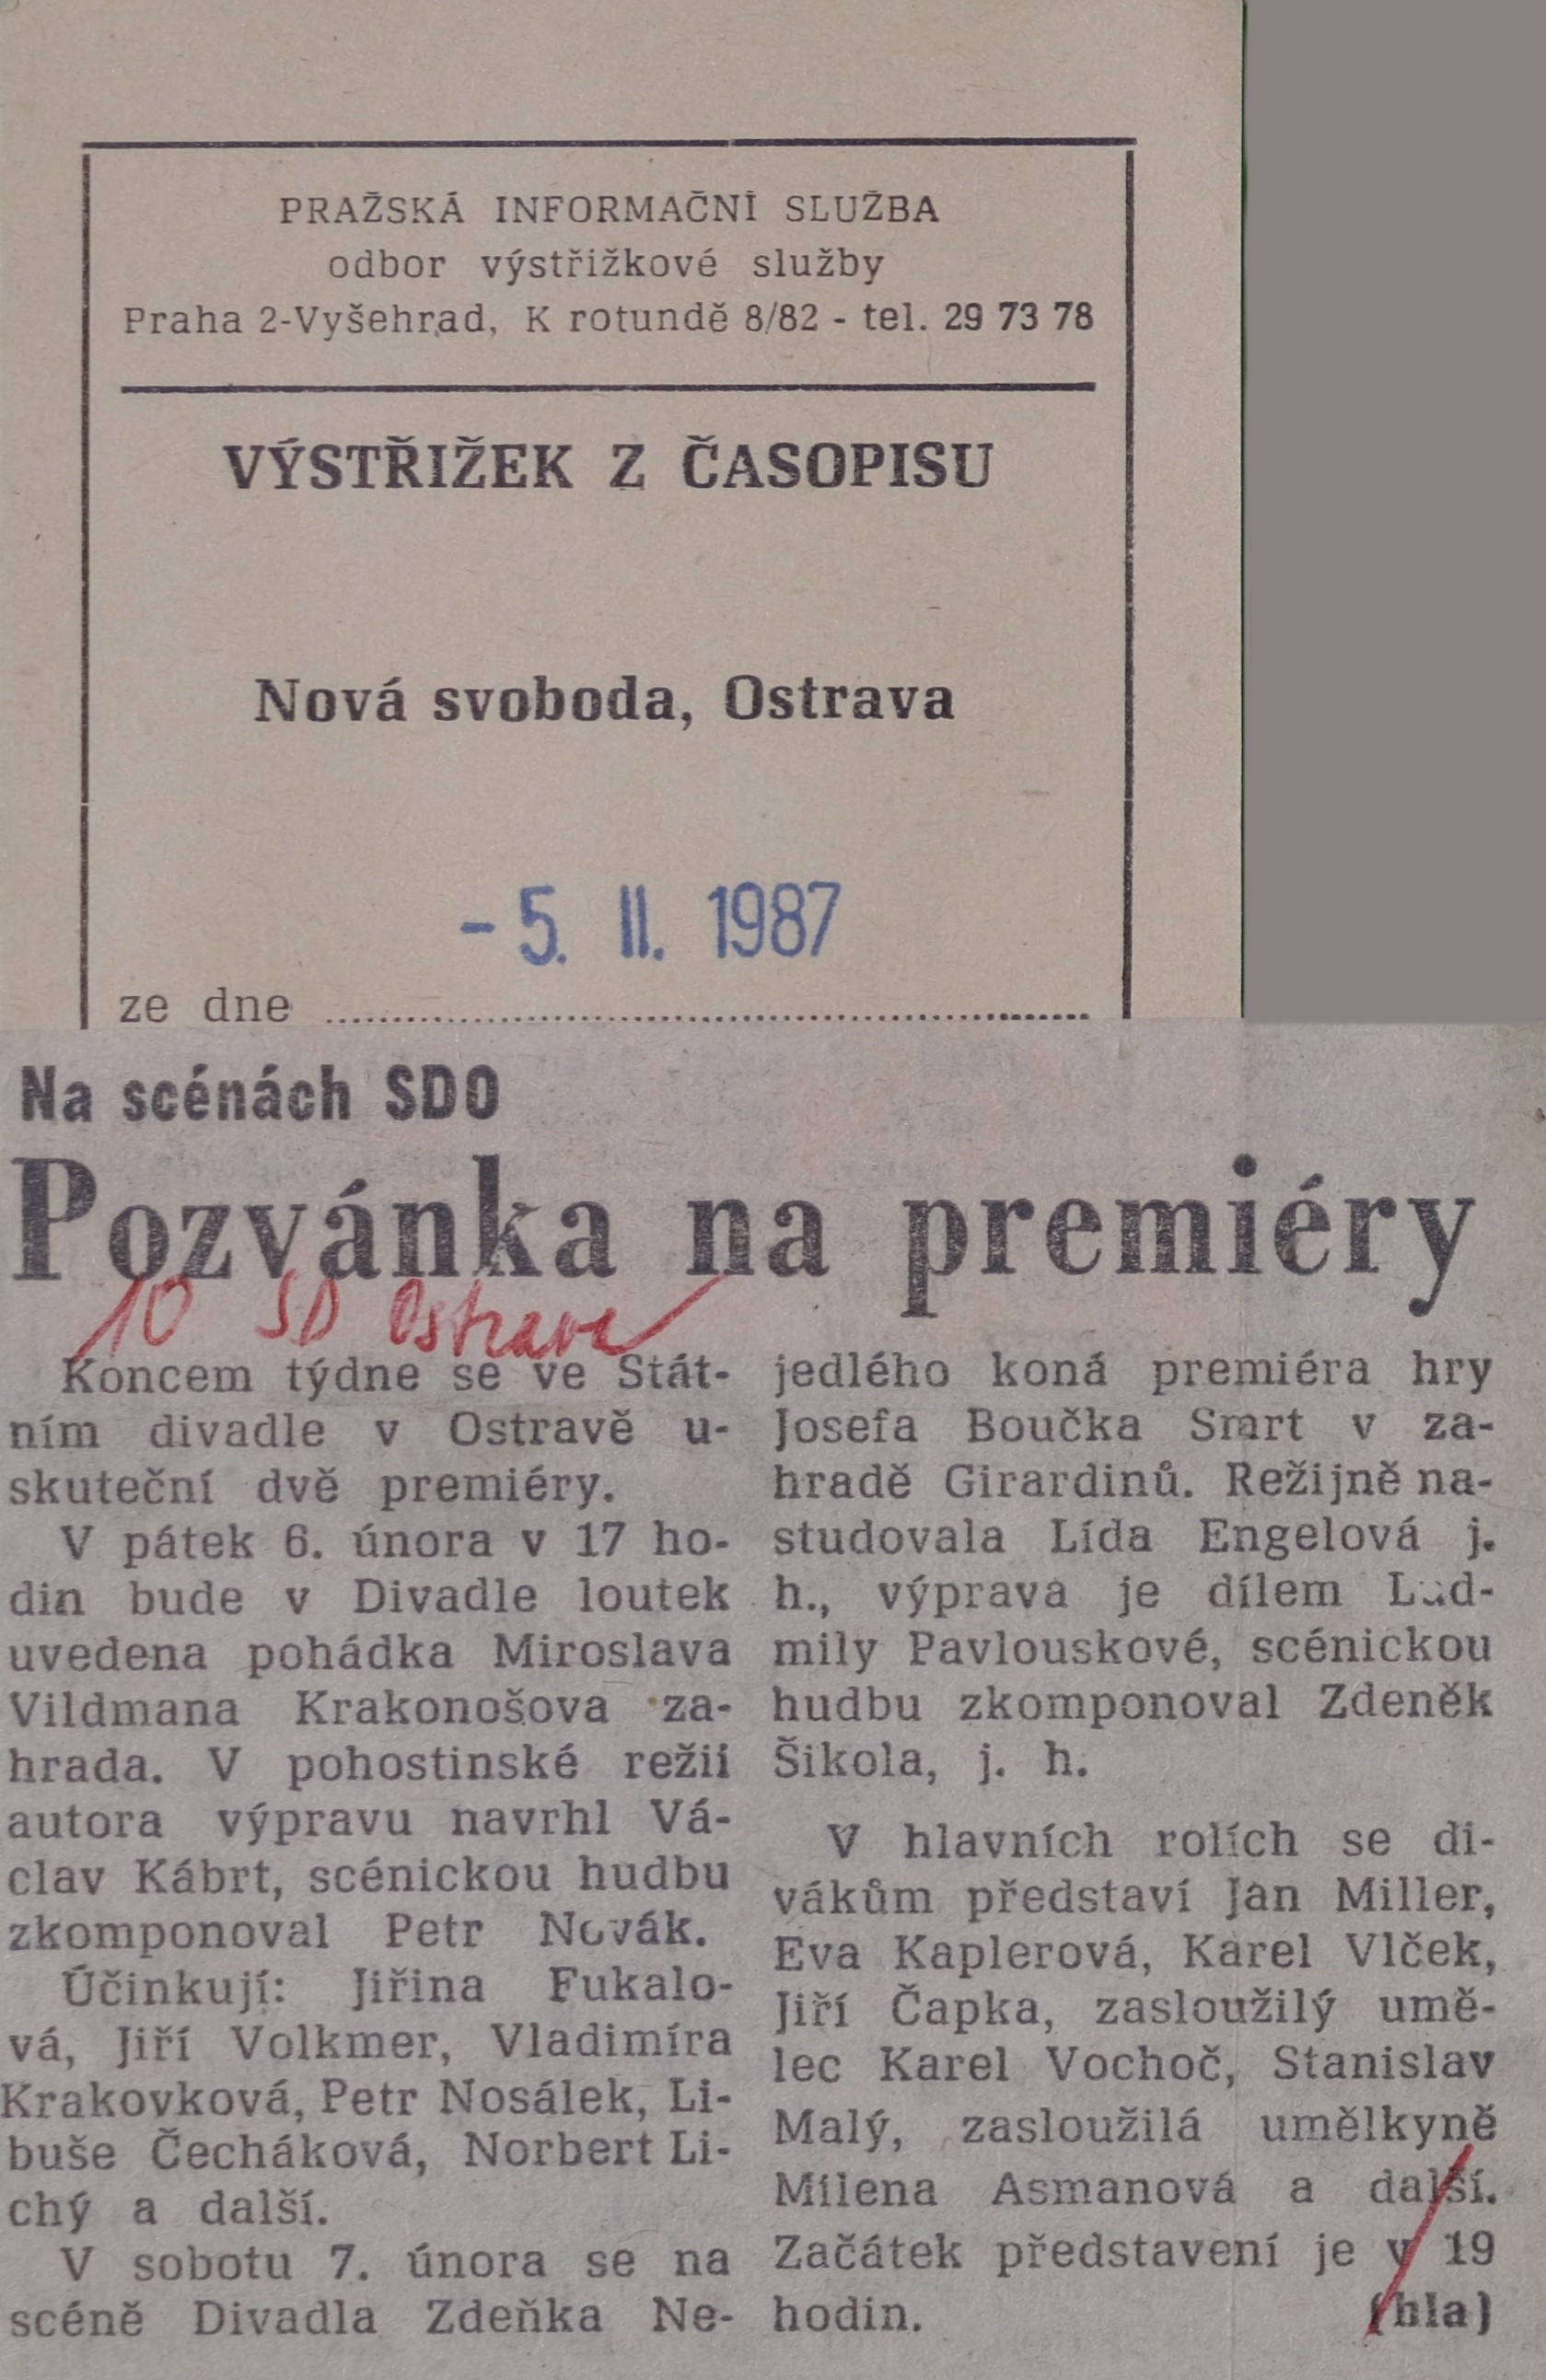 PRAŽSKÁ INFORMAČNÍ SLUŽBA
odbor výstřižkové služby
Praha 2-Vyšehrad, K rotundě 8/82 - tel. 29 73 78
VÝSTŘIŽEK Z ČASOPISU
Nová svoboda, Ostrava
- 5. II. 1987
ze dne
Na scénách SDO
Pozvánka na premiéry
10 SD Ostrava
Koncem týdne se ve Stát-
ním divadle v Ostravě u-
skuteční dvě premiéry.
V pátek 6. února v 17 ho-
din bude v Divadle loutek
uvedena pohádka Miroslava
Vildmana Krakonošova za-
hrada. V pohostinské režii
autora výpravu navrhl Vá-
clav Kábrt, scénickou hudbu
zkomponoval Petr Novák.
Účinkují: Jiřina Fukalo-
vá, Jiří Volkmer, Vladimíra
Krakovková, Petr Nosálek, Li-
buše Čecháková, Norbert Li-
chý a další.
V sobotu 7. února se na
scéně Divadla Zdeňka Ne-
jedlého koná premiéra hry
Josefa Boučka Smrt v za-
hradě Girardinů. Režijně na-
studovala Lída Engelová j.
h., výprava je dílem Lud-
mily Pavlouskové, scénickou
hudbu zkomponoval Zdeněk
Šikola, j. h.
V hlavních rolích se di-
vákům představí Jan Miller,
Eva Kaplerová, Karel Vlček,
Jiří Čapka, zasloužilý umě-
lec Karel Vochoč, Stanislav
Malý, zasloužilá umělkyně
Milena Asmanová a další.
Začátek představení je v 19
hodin.
(hla)